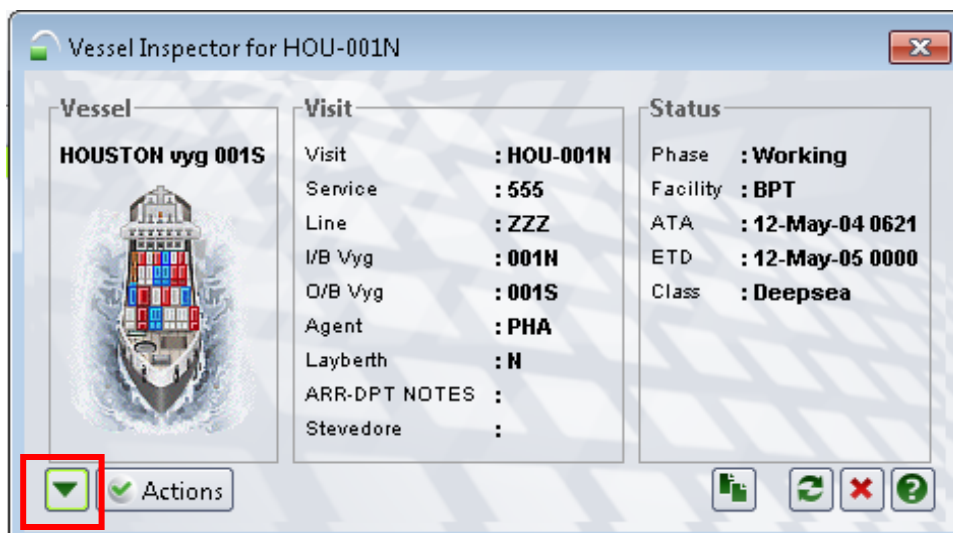 Vessel Inspector for HOU-001N
Vessel
HOUSTON vyg 001S
Visit
Visit : HOU-001N
Service : 555
Line : ZZZ
I/B Vyg : 001N
O/B Vyg : 001S
Agent : PHA
Layberth : N
ARR-DPT NOTES :
Stevedore :
Status
Phase : Working
Facility : BPT
ATA : 12-May-04 0621
ETD : 12-May-05 0000
Class : Deepsea
Actions